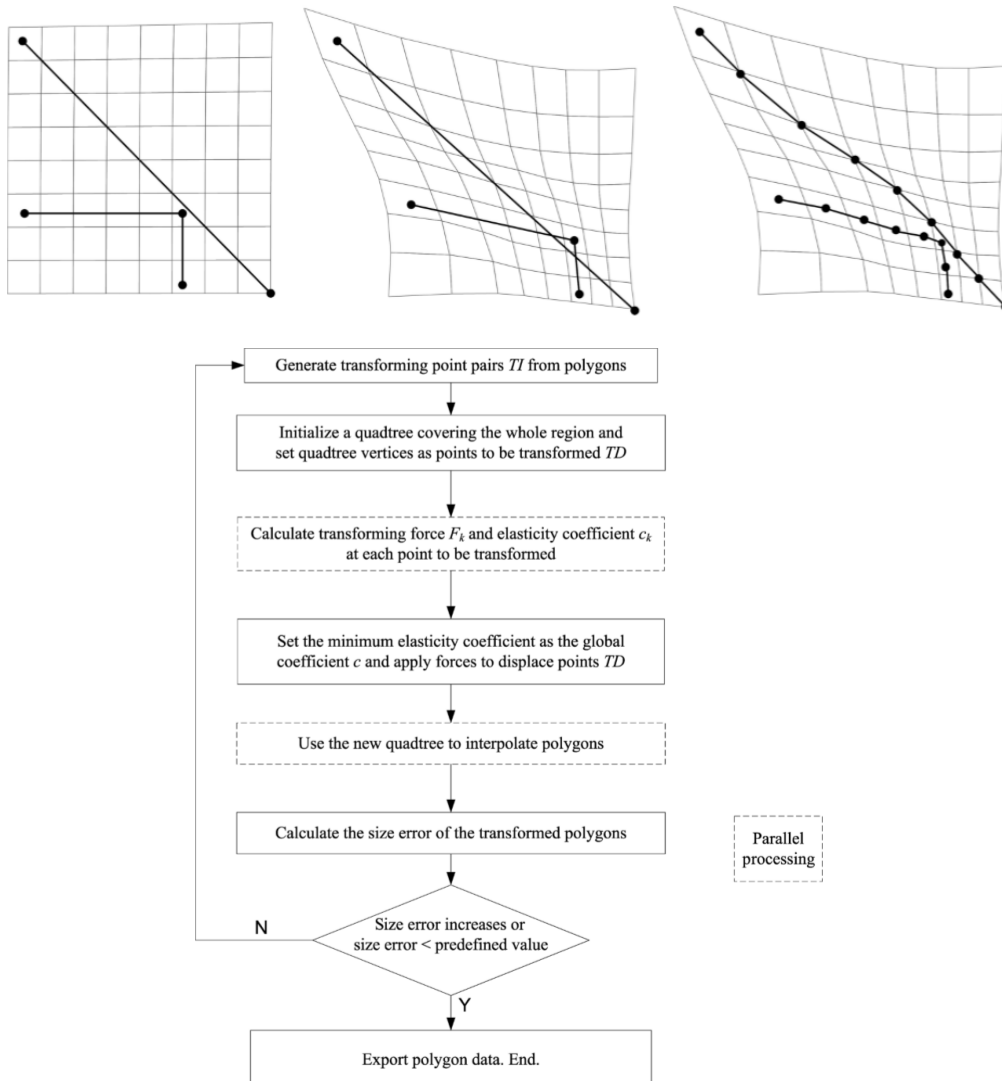 Generate transforming point pairs TI from polygons
Initialize a quadtree covering the whole region and
set quadtree vertices as points to be transformed TD
Calculate transforming force Fk and elasticity coefficient ck
at each point to be transformed
Set the minimum elasticity coefficient as the global
coefficient c and apply forces to displace points TD
Use the new quadtree to interpolate polygons
Calculate the size error of the transformed polygons
Parallel
processing
Size error increases or
size error < predefined value
N
Y
Export polygon data. End.